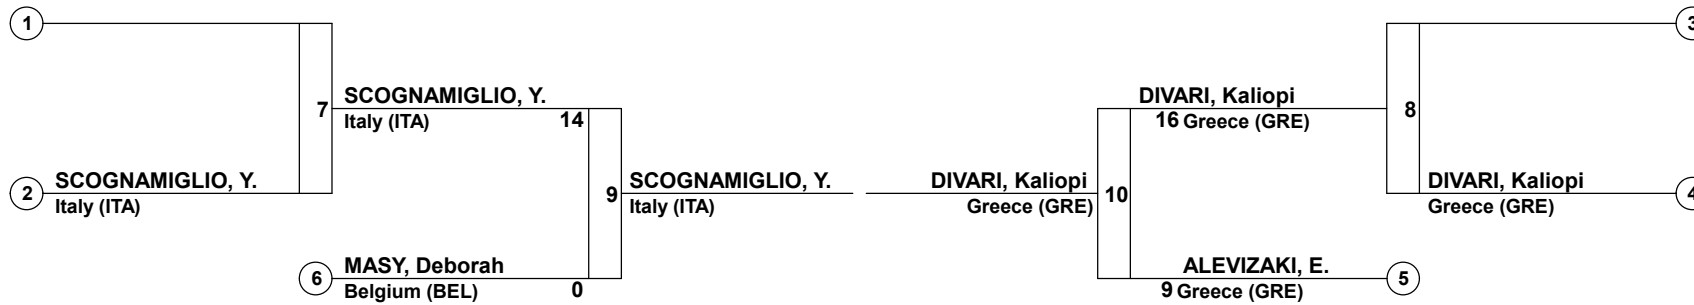 1
3
SCOGNAMIGLIO, Y.
DIVARI, Kaliopi
7
8
Italy (ITA) 14
16 Greece (GRE)
2 SCOGNAMIGLIO, Y.
SCOGNAMIGLIO, Y.
DIVARI, Kaliopi
DIVARI, Kaliopi
4
Italy (ITA)
9
Italy (ITA)
Greece (GRE)
10
Greece (GRE)
6 MASY, Deborah
ALEVIZAKI, E. 5
Belgium (BEL) 0
9 Greece (GRE)